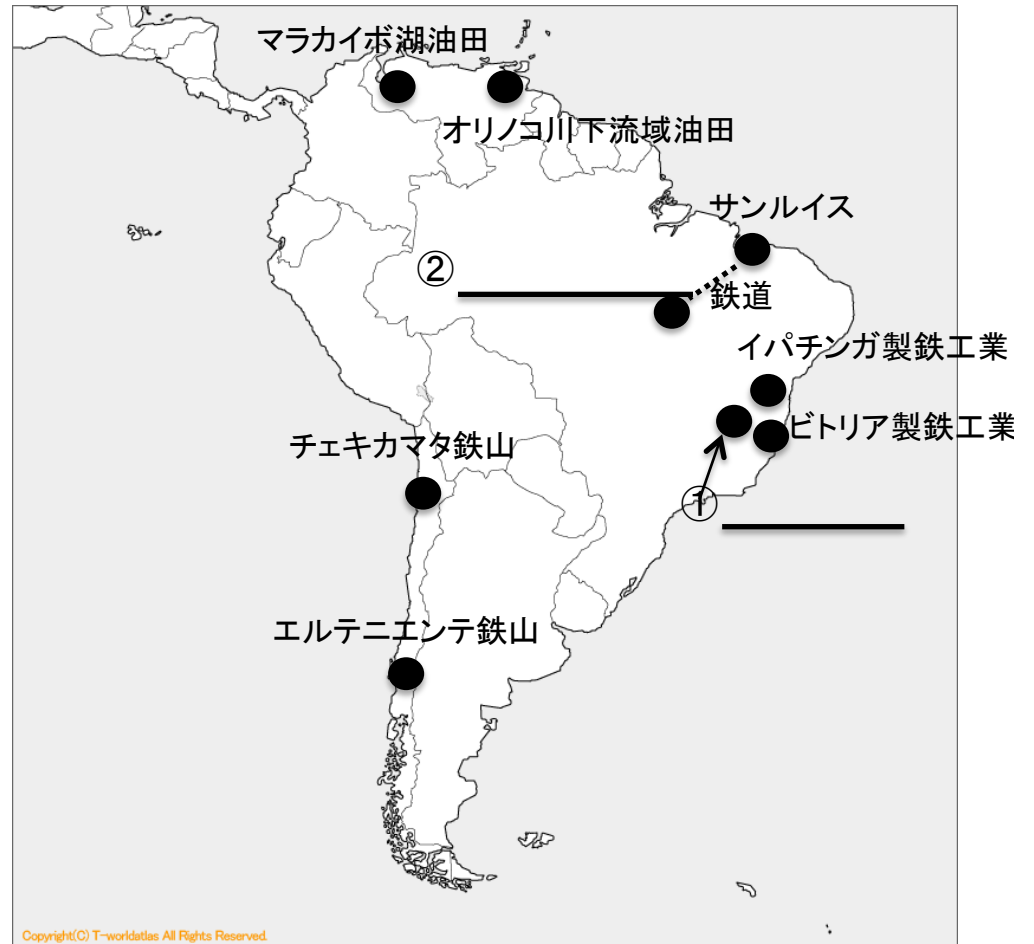 マラカイボ湖油田
オリノコ川下流域油田
サンルイス
②
鉄道
イパチンガ製鉄工業
ビトリア製鉄工業
チェキカマタ鉄山
①
エルテニエンテ鉄山
Copyright(C) T-worldatlas All Rights Reserved.